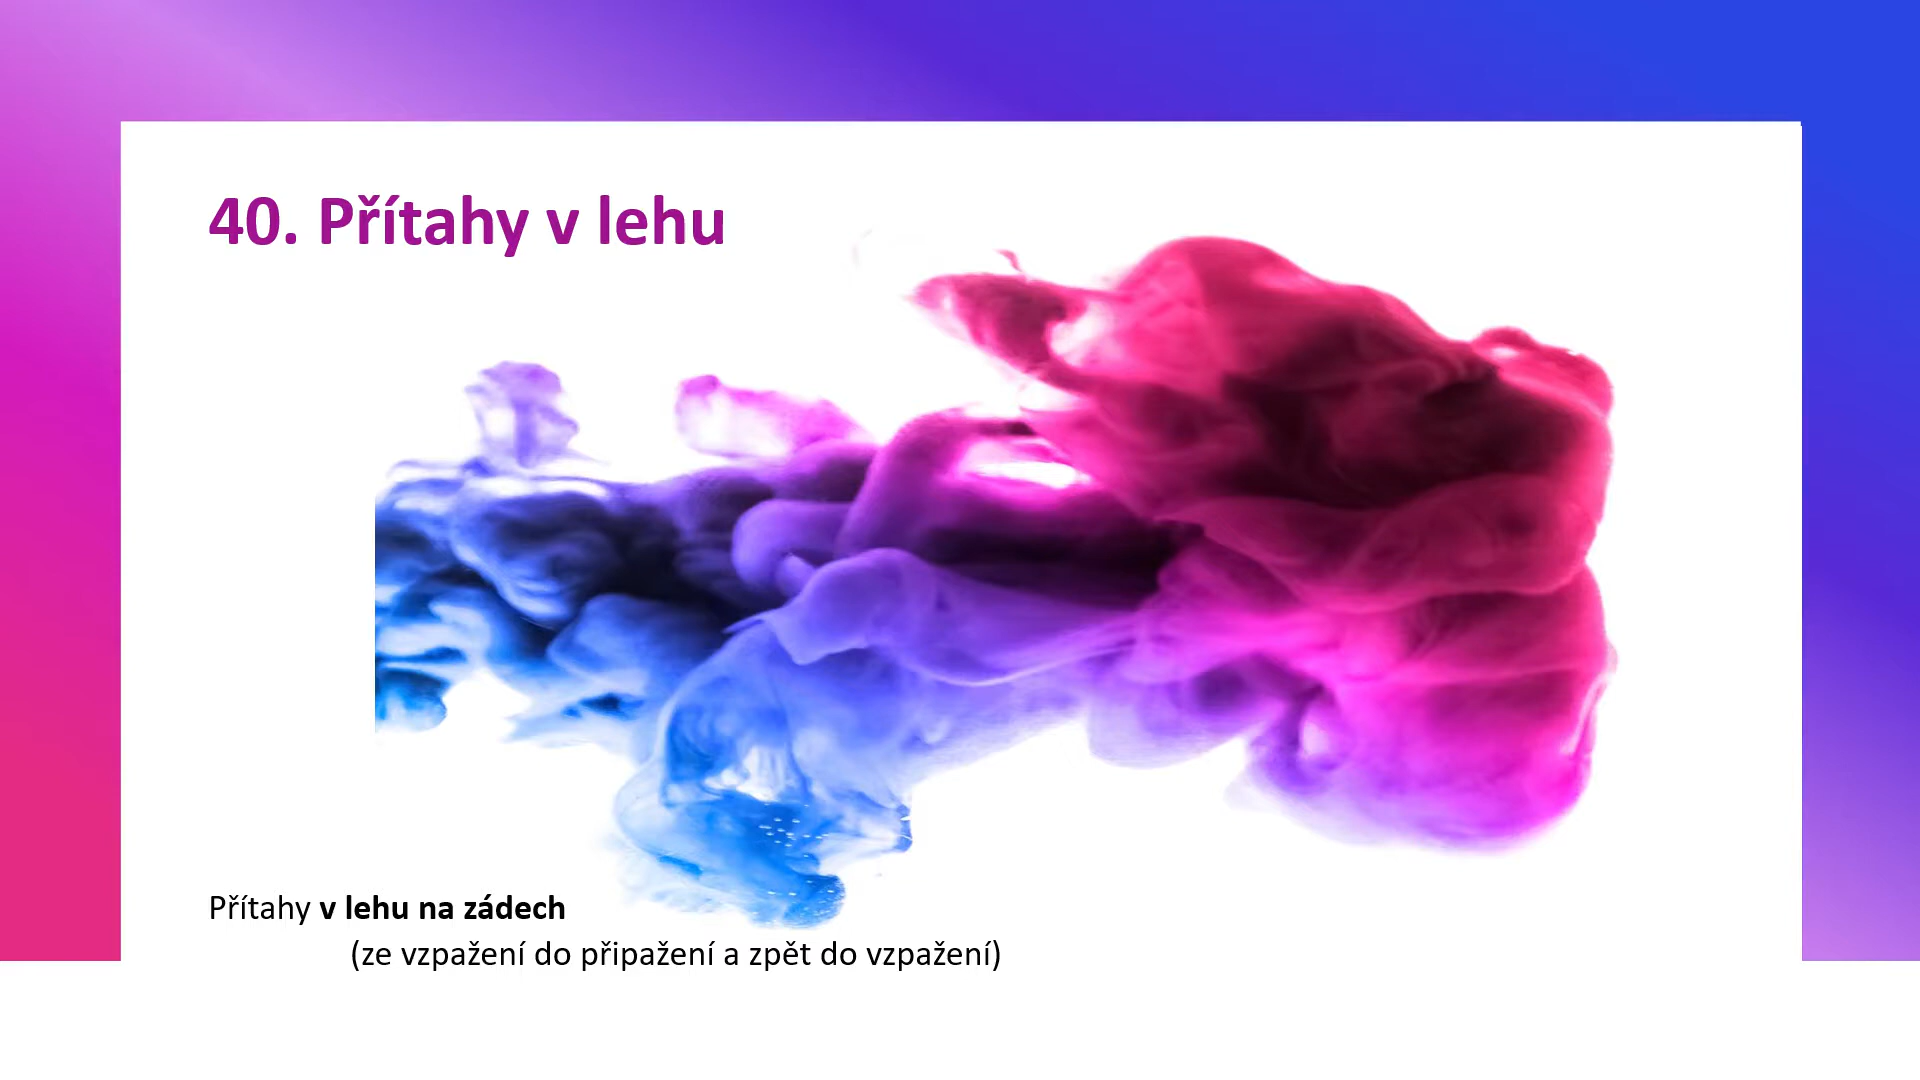 40. Přítahy v lehu
Přítahy v lehu na zádech
(ze vzpažení do připažení a zpět do vzpažení)